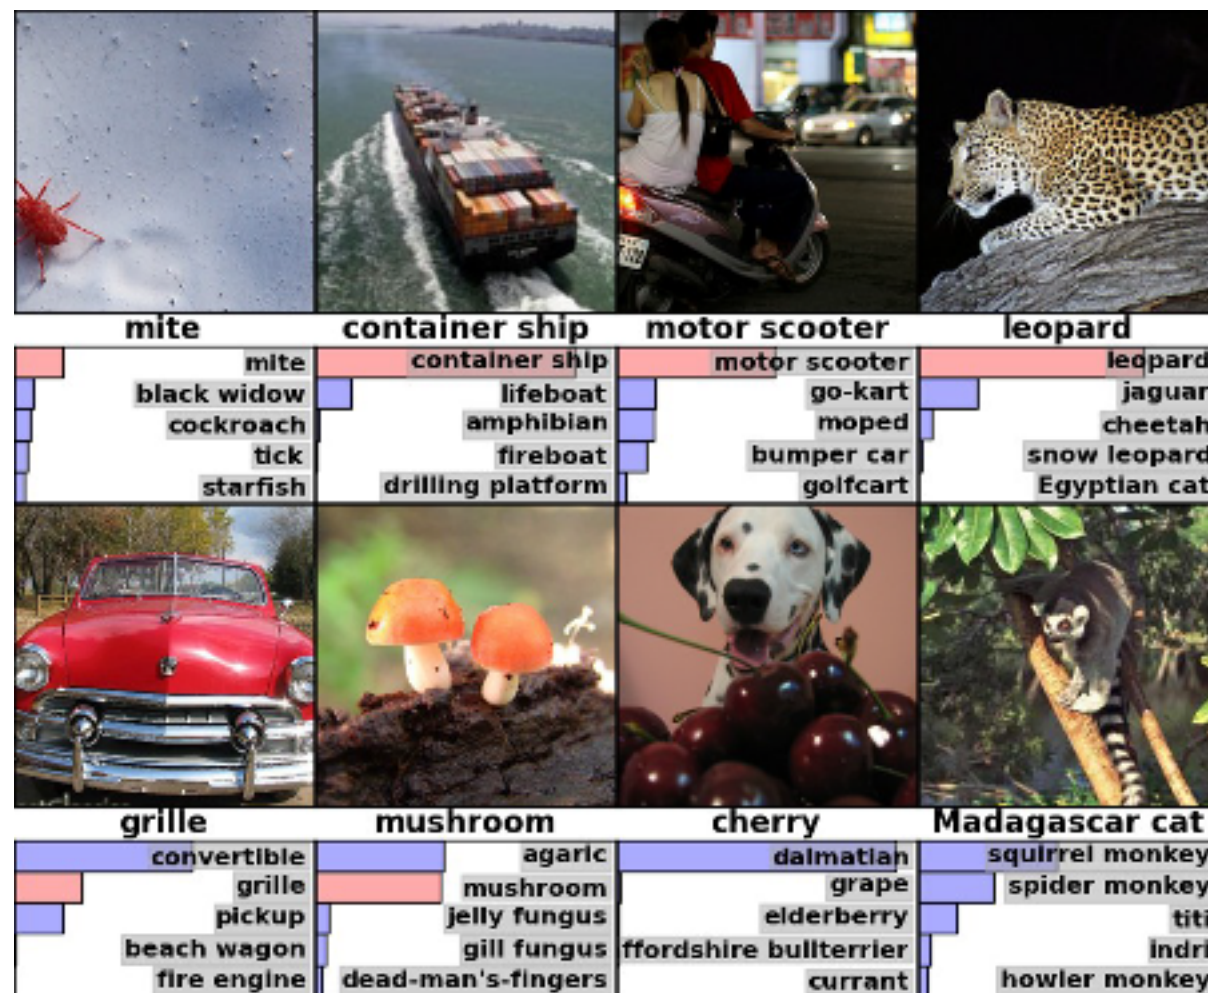 mite container ship motor scooter leopard
mite container ship motor scooter leopard
black widow lifeboat go-kart jaguar
cockroach amphibian moped cheetah
tick fireboat bumper car snow leopard
starfish drilling platform golfcart Egyptian cat
grille mushroom cherry Madagascar cat
convertible agaric dalmatian squirrel monkey
grille mushroom grape spider monkey
pickup jelly fungus elderberry titi
beach wagon gill fungus ffordshire bullterrier indri
fire engine dead-man's-fingers currant howler monkey